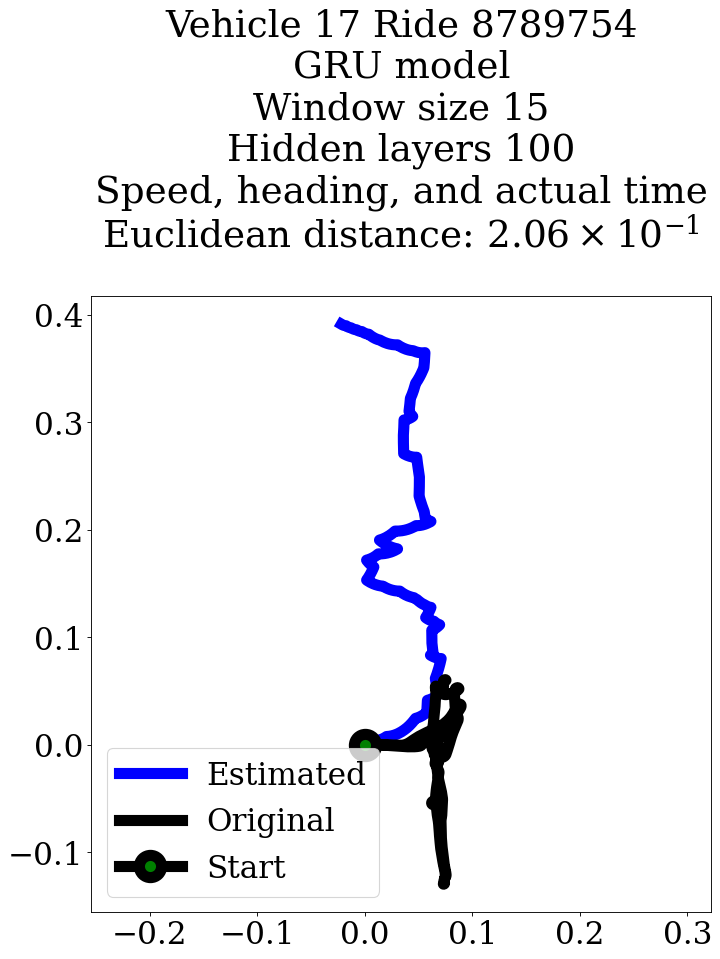 Vehicle 17 Ride 8789754
GRU model
Window size 15
Hidden layers 100
Speed, heading, and actual time
Euclidean distance: 2.06 × 10⁻¹
0.4
0.3
0.2
0.1
0.0
−0.1
Estimated
Original
Start
−0.2 −0.1 0.0 0.1 0.2 0.3